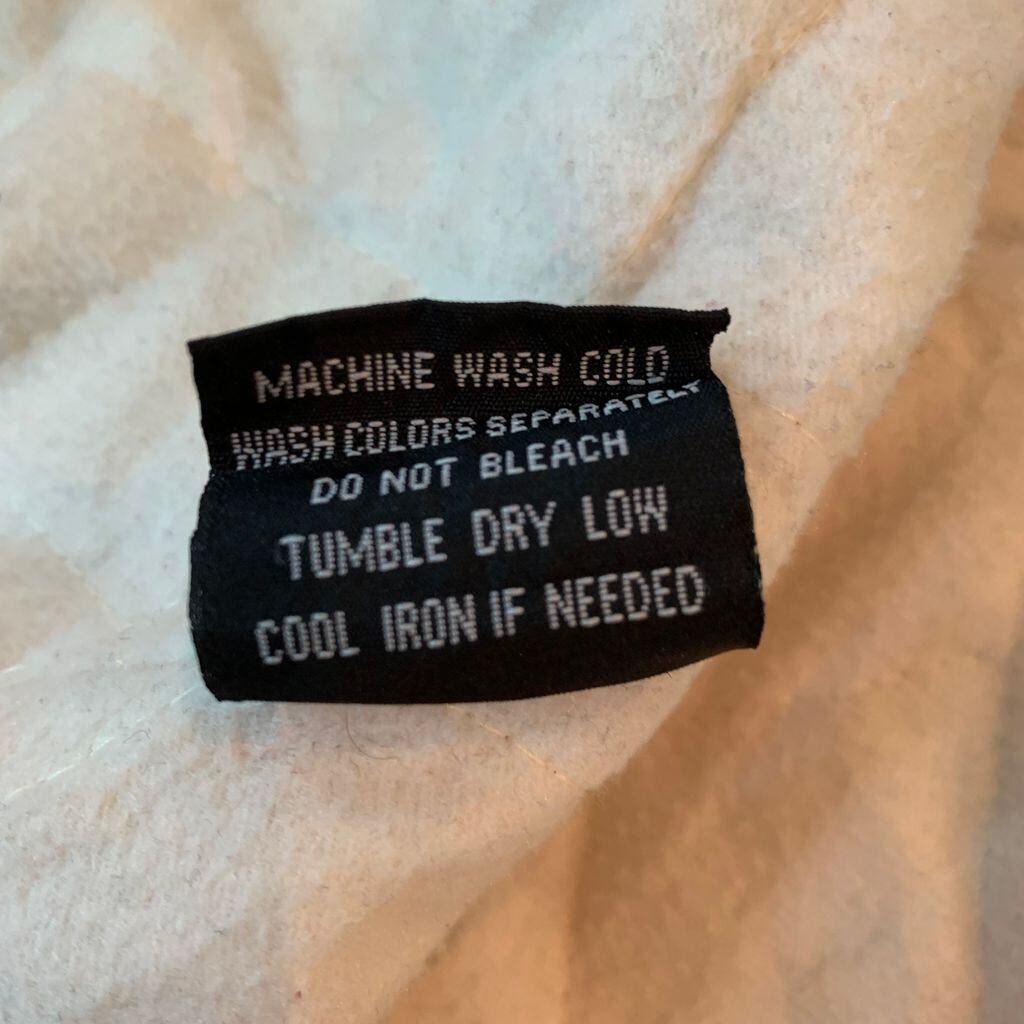 MACHINE WASH COLD
WASH COLORS SEPARATELY
DO NOT BLEACH
TUMBLE DRY LOW
COOL IRON IF NEEDED